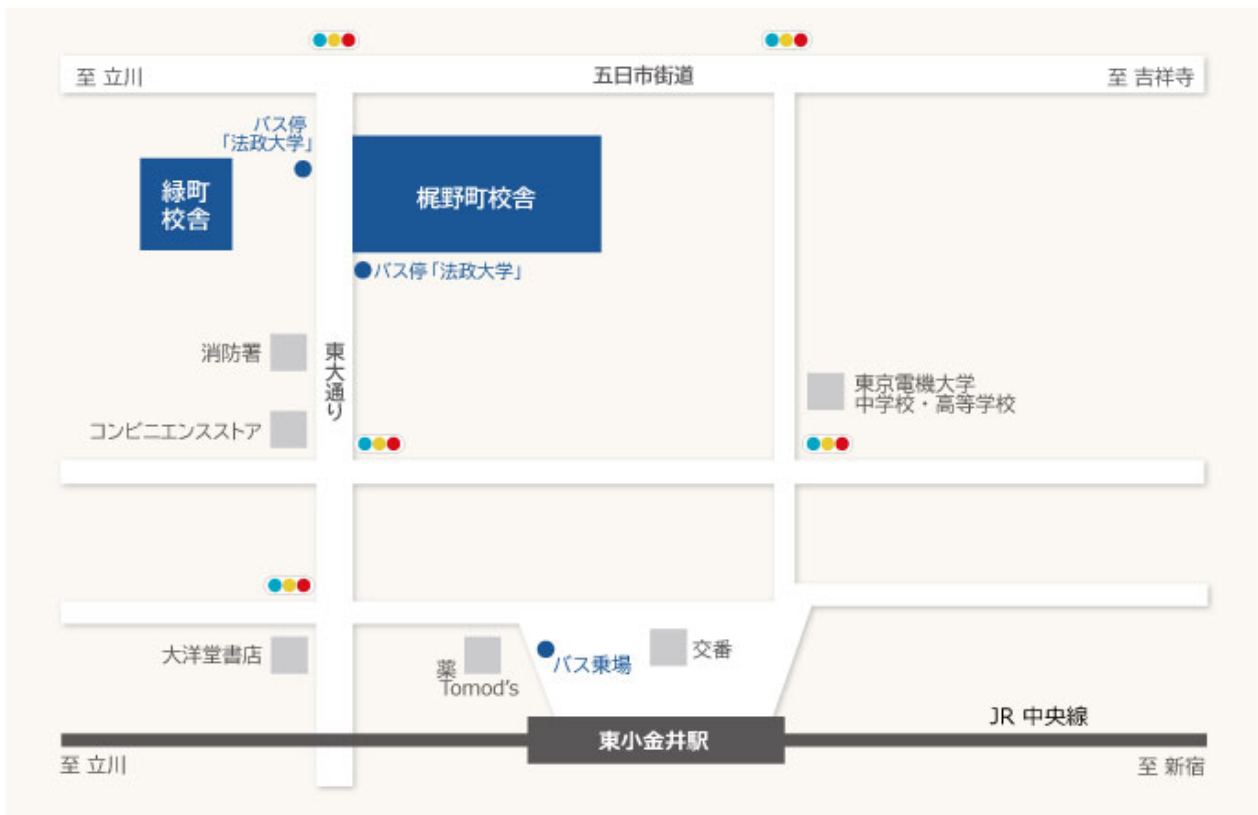 至 立川
五日市街道
至 吉祥寺
バス停
「法政大学」
緑町
校舎
梶野町校舎
バス停「法政大学」
消防署
東大通り
東京電機大学
中学校・高等学校
コンビニエンスストア
大洋堂書店
薬
Tomod's
バス乗場
交番
JR 中央線
東小金井駅
至 立川
至 新宿